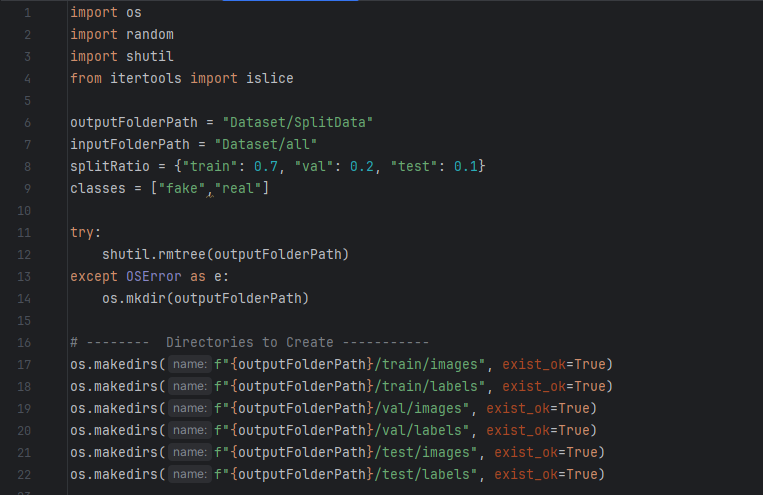 1 import os
2 import random
3 import shutil
4 from itertools import islice
5
6 outputFolderPath = "Dataset/SplitData"
7 inputFolderPath = "Dataset/all"
8 splitRatio = {"train": 0.7, "val": 0.2, "test": 0.1}
9 classes = ["fake","real"]
10
11 try:
12     shutil.rmtree(outputFolderPath)
13 except OSError as e:
14     os.mkdir(outputFolderPath)
15
16 # --------  Directories to Create -----------
17 os.makedirs( name: f"{outputFolderPath}/train/images", exist_ok=True)
18 os.makedirs( name: f"{outputFolderPath}/train/labels", exist_ok=True)
19 os.makedirs( name: f"{outputFolderPath}/val/images", exist_ok=True)
20 os.makedirs( name: f"{outputFolderPath}/val/labels", exist_ok=True)
21 os.makedirs( name: f"{outputFolderPath}/test/images", exist_ok=True)
22 os.makedirs( name: f"{outputFolderPath}/test/labels", exist_ok=True)